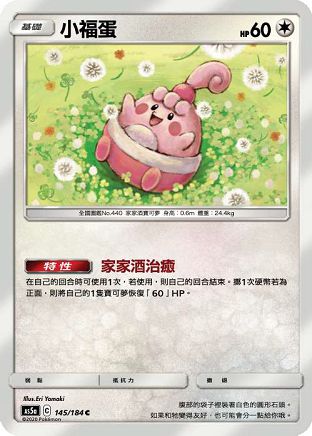 基礎 小福蛋 HP60
全國圖鑑No.440 家家酒寶可夢 身高：0.6m 體重：24.4kg
特性 家家酒治癒
在自己的回合時可使用1次，若使用，則自己的回合結束。擲1次硬幣若為
正面，則將自己的1隻寶可夢恢復「60」HP。
弱點 抵抗力 撤退
Illus.Eri Yamaki
AS5a C 145/184 C
©2020 Pokémon
腹部的袋子裡裝著白色的圓形石頭。
如果和牠變得友好，也可能會分一點給你。